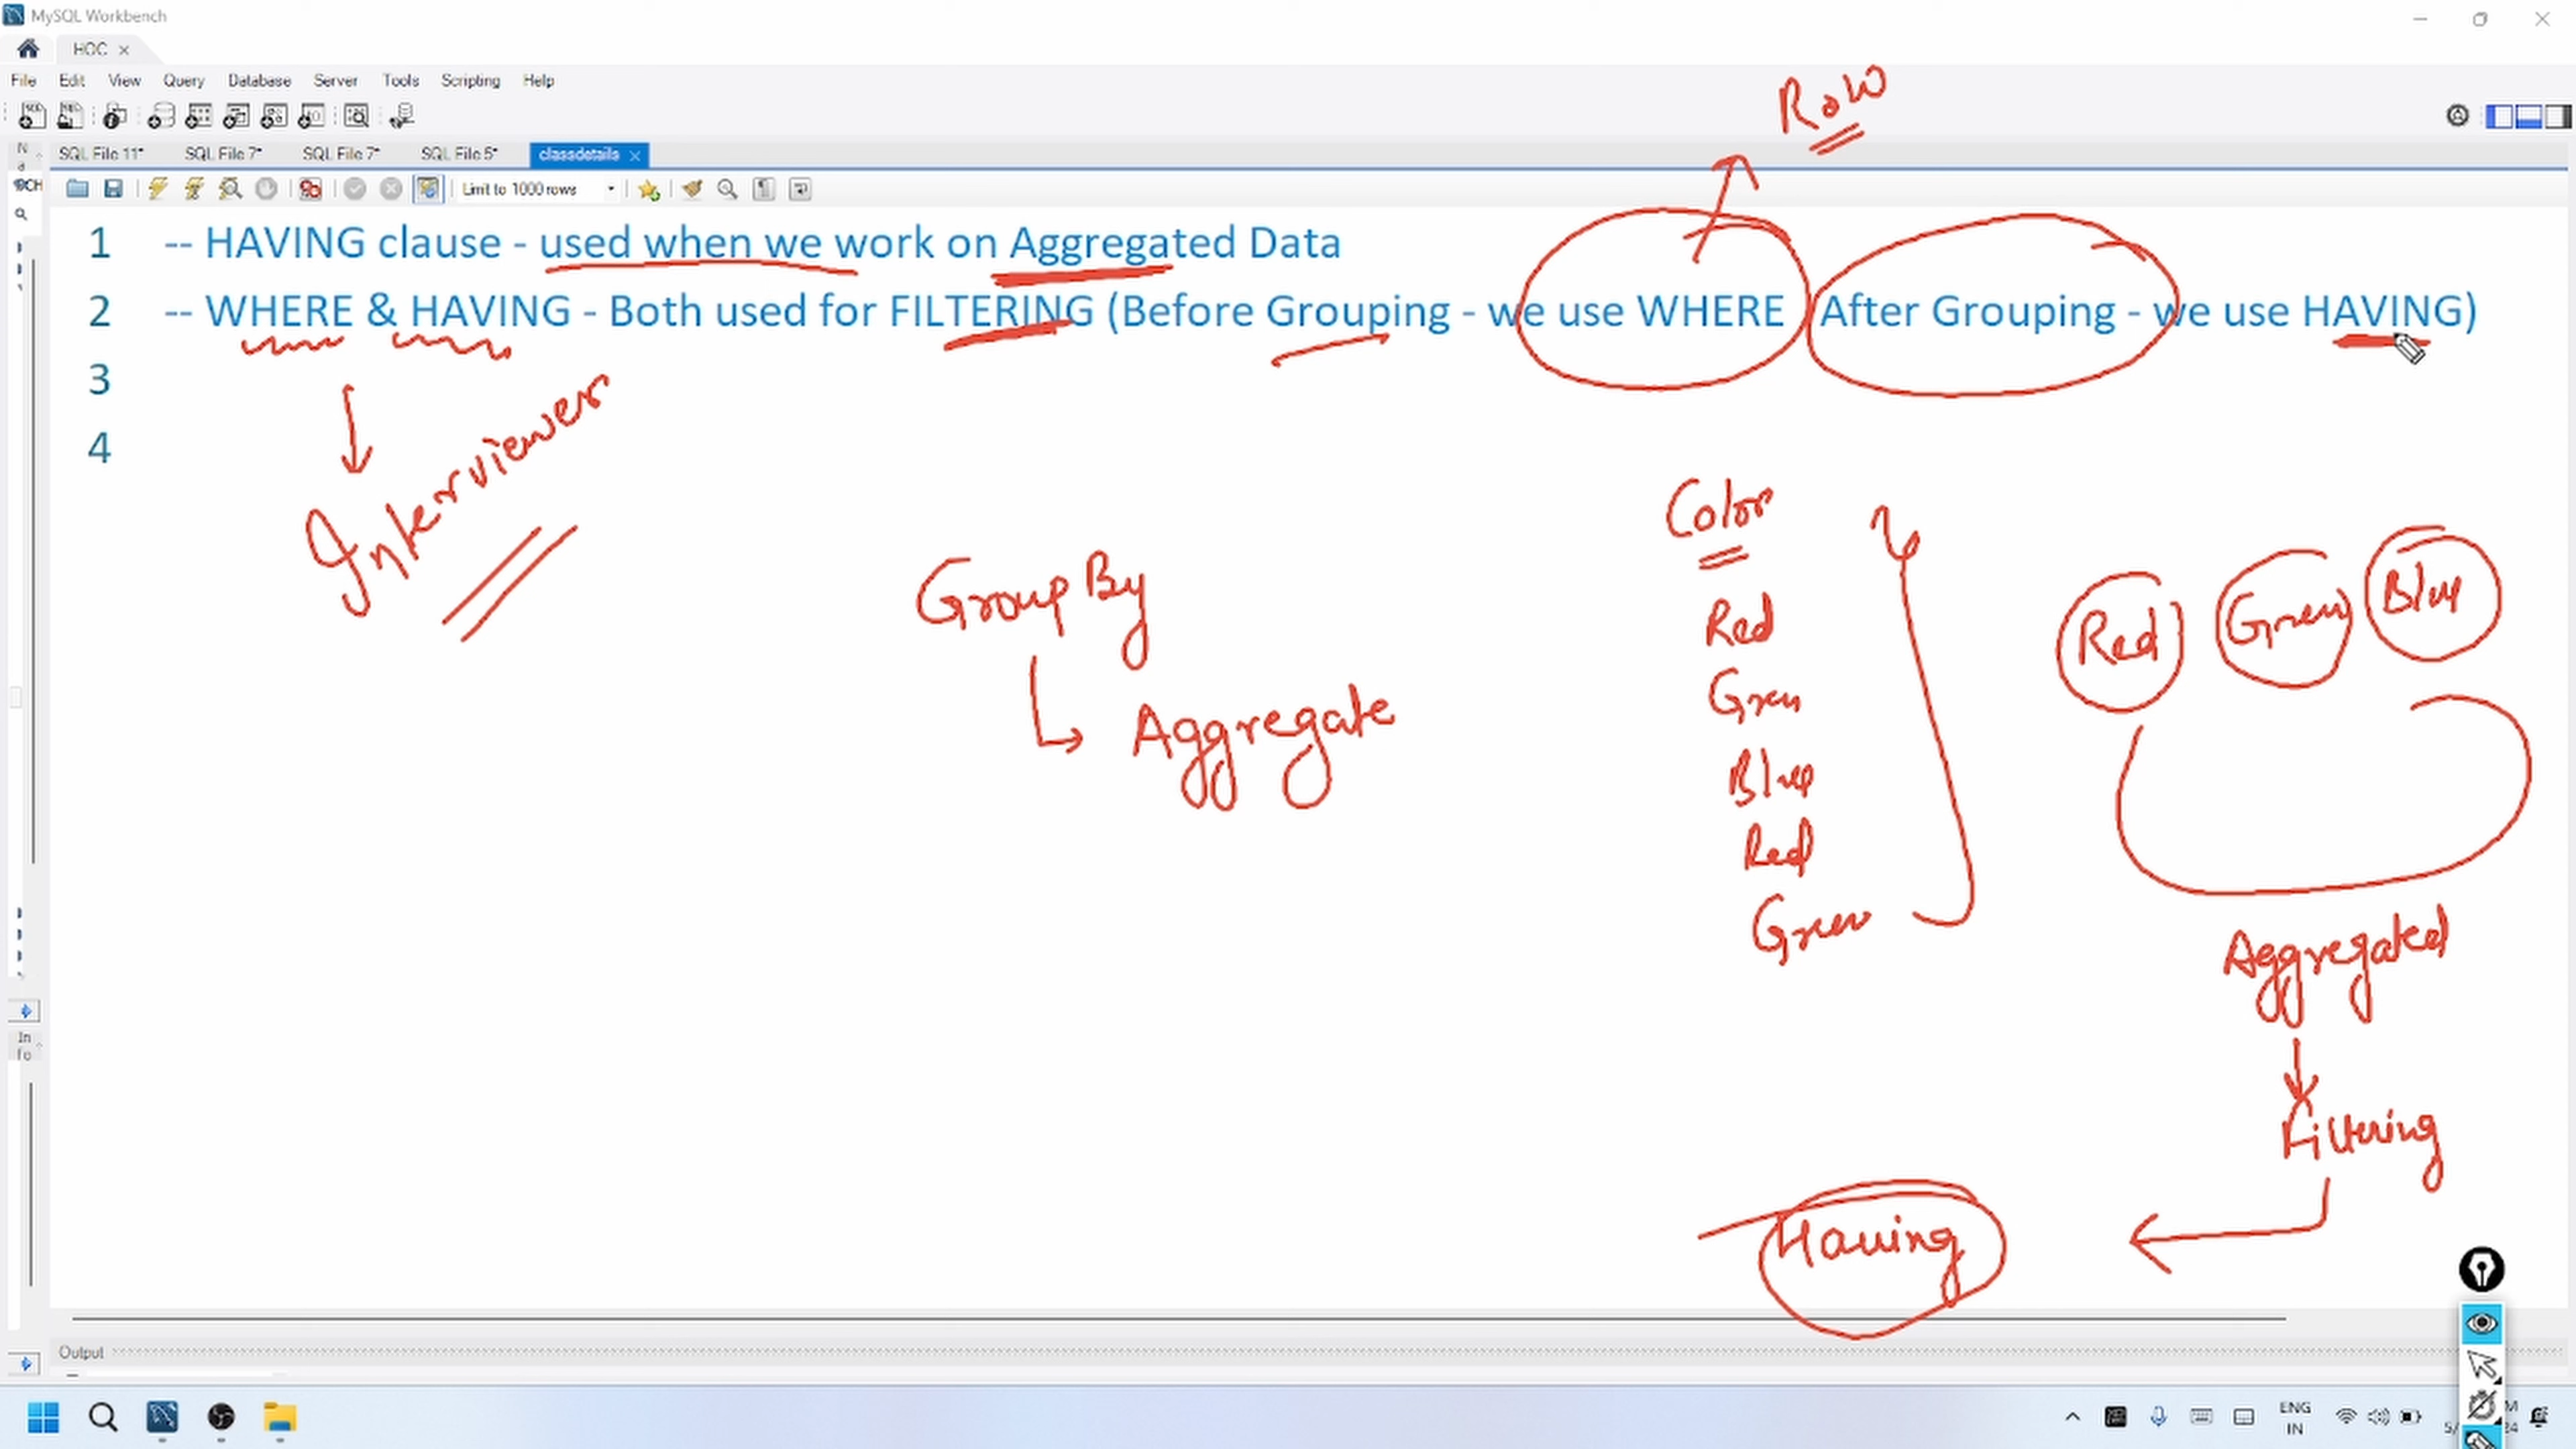 MySQL Workbench
HOC
File Edit View Query Database Server Tools Scripting Help
SQL File 11* SQL File 7* SQL File 7* SQL File 5* classdetails
Limit to 1000 rows
Row
1 -- HAVING clause - used when we work on Aggregated Data
2 -- WHERE & HAVING - Both used for FILTERING (Before Grouping - we use WHERE After Grouping - we use HAVING)
3
4
Interviewer
Group By
Aggregate
Color
Red
Green
Blue
Red
Green
Red Green Blue
Aggregated
Filtering
Having
Output
ENG
IN